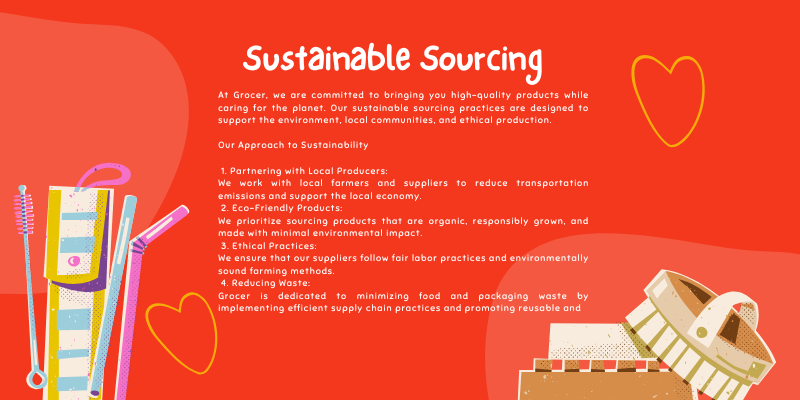 Sustainable Sourcing
At Grocer, we are committed to bringing you high-quality products while
caring for the planet. Our sustainable sourcing practices are designed to
support the environment, local communities, and ethical production.
Our Approach to Sustainability
1. Partnering with Local Producers:
We work with local farmers and suppliers to reduce transportation
emissions and support the local economy.
2. Eco-Friendly Products:
We prioritize sourcing products that are organic, responsibly grown, and
made with minimal environmental impact.
3. Ethical Practices:
We ensure that our suppliers follow fair labor practices and environmentally
sound farming methods.
4. Reducing Waste:
Grocer is dedicated to minimizing food and packaging waste by
implementing efficient supply chain practices and promoting reusable and